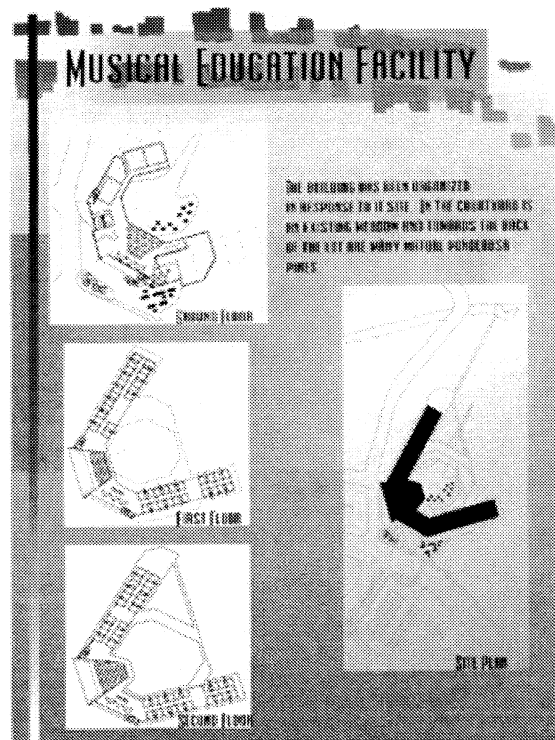 MUSICAL EDUCATION FACILITY
THE BUILDING HAS BEEN ORGANIZED
IN RESPONSE TO IT SITE. IN THE COURTYARD IS
AN EXISTING MEADOW AND TOWARDS THE BACK
OF THE LOT ARE MANY MATURE PONDEROSA
PINES
GROUND FLOOR
FIRST FLOOR
SECOND FLOOR
SITE PLAN